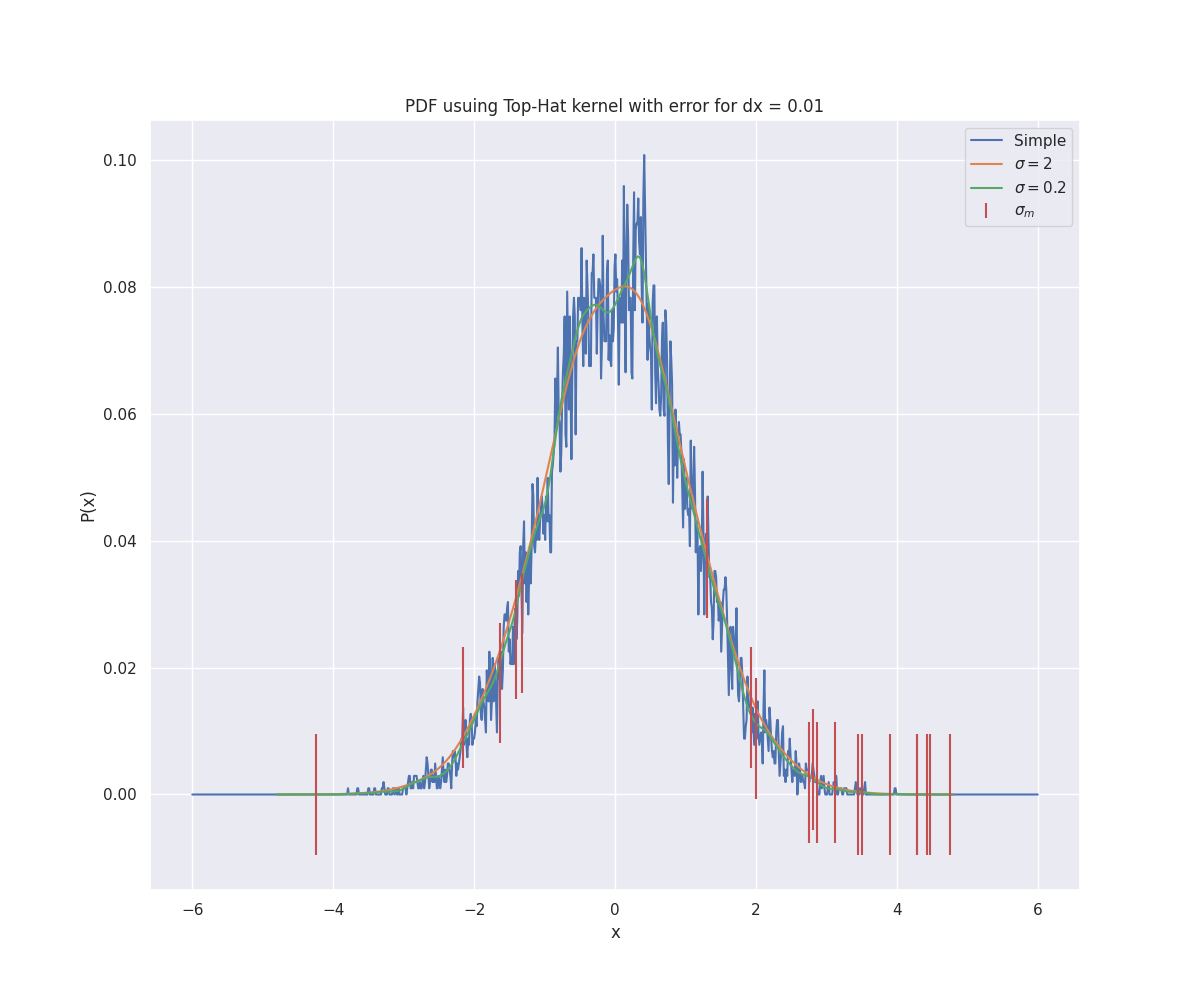 PDF usuing Top-Hat kernel with error for dx = 0.01
Simple
σ = 2
σ = 0.2
σₘ
0.10
0.08
0.06
0.04
0.02
0.00
P(x)
−6 −4 −2 0 2 4 6
x